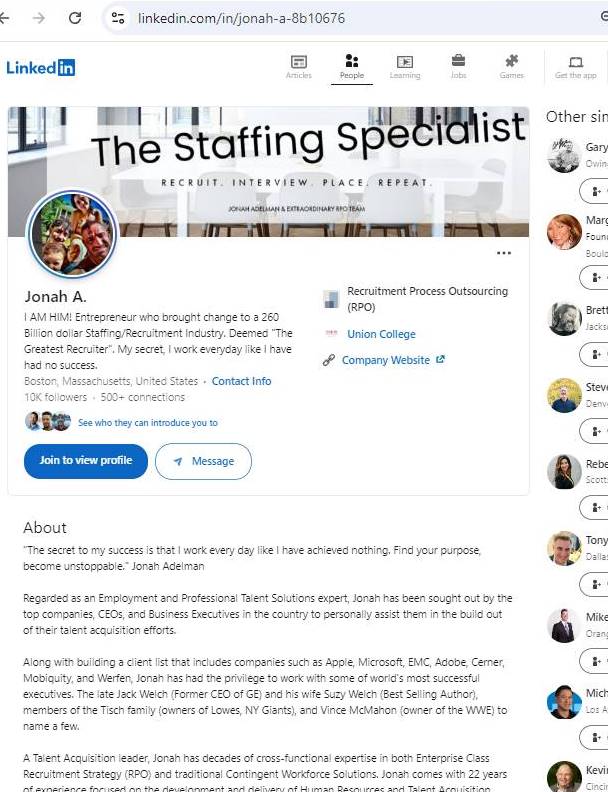 linkedin.com/in/jonah-a-8b10676
Linked in
Articles
People
Learning
Jobs
Games
Get the app
The Staffing Specialist
RECRUIT. INTERVIEW. PLACE. REPEAT.
JONAH ADELMAN & EXTRAORDINARY RPO TEAM
Jonah A.
I AM HIM! Entrepreneur who brought change to a 260
Billion dollar Staffing/Recruitment Industry. Deemed "The
Greatest Recruiter". My secret, I work everyday like I have
had no success.
Boston, Massachusetts, United States · Contact Info
10K followers · 500+ connections
See who they can introduce you to
Join to view profile
Message
Recruitment Process Outsourcing
(RPO)
Union College
Company Website
About
"The secret to my success is that I work every day like I have achieved nothing. Find your purpose,
become unstoppable." Jonah Adelman
Regarded as an Employment and Professional Talent Solutions expert, Jonah has been sought out by the
top companies, CEOs, and Business Executives in the country to personally assist them in the build out
of their talent acquisition efforts.
Along with building a client list that includes companies such as Apple, Microsoft, EMC, Adobe, Cerner,
Mobiquity, and Werfen, Jonah has had the privilege to work with some of world's most successful
executives. The late Jack Welch (Former CEO of GE) and his wife Suzy Welch (Best Selling Author),
members of the Tisch family (owners of Lowes, NY Giants), and Vince McMahon (owner of the WWE) to
name a few.
A Talent Acquisition leader, Jonah has decades of cross-functional expertise in both Enterprise Class
Recruitment Strategy (RPO) and traditional Contingent Workforce Solutions. Jonah comes with 22 years
of experience focused on the development and delivery of Human Resources and Talent Acquisition
Other sin
Gary
Owin
Marg
Foun
Boulo
Brett
Jacks
Steve
Denv
Rebe
Scott
Tony
Dallas
Mike
Orang
Mich
Los A
Kevi
Cinci